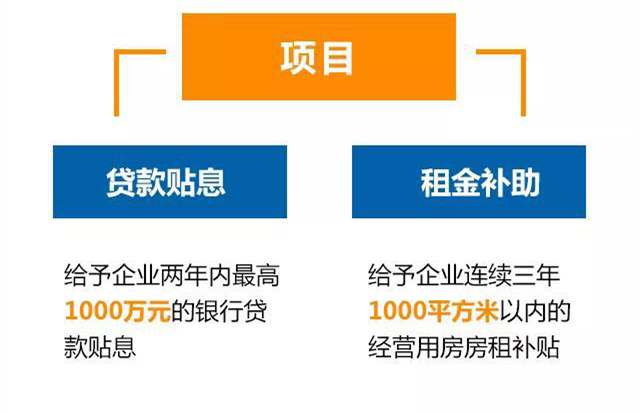 项目
贷款贴息
给予企业两年内最高
1000万元的银行贷
款贴息
租金补助
给予企业连续三年
1000平方米以内的
经营用房房租补贴